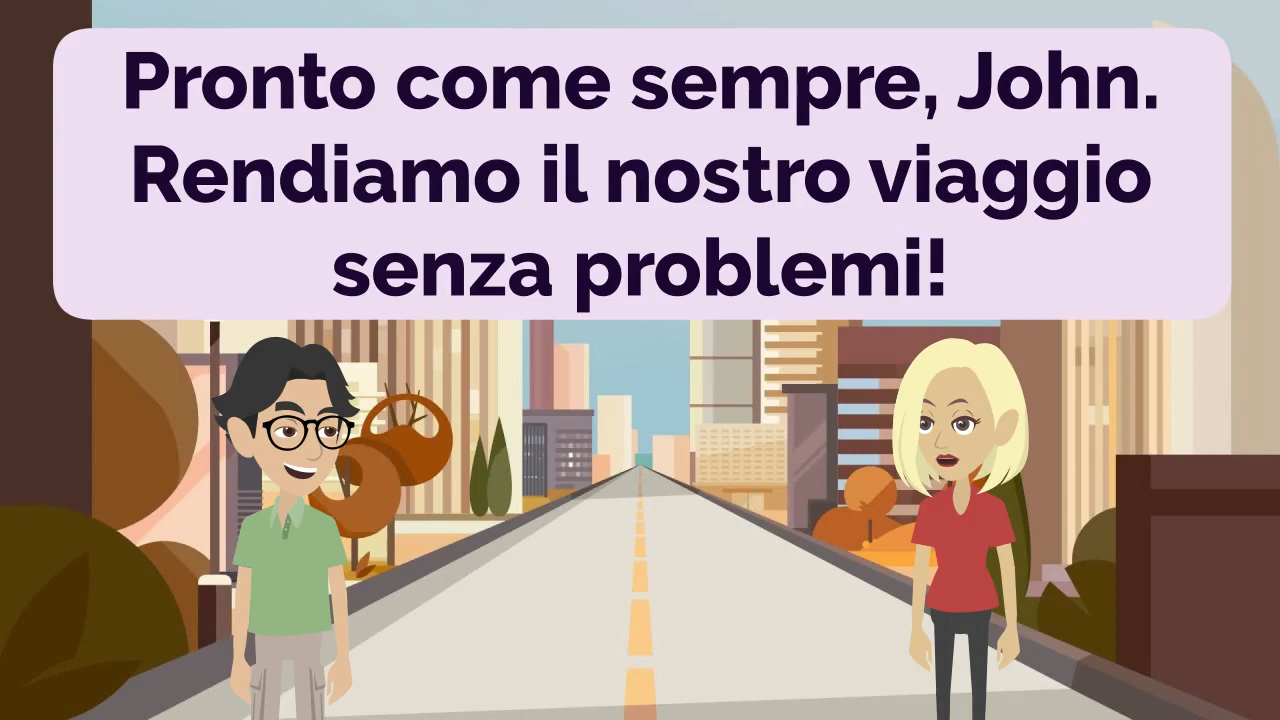 Pronto come sempre, John.
Rendiamo il nostro viaggio
senza problemi!